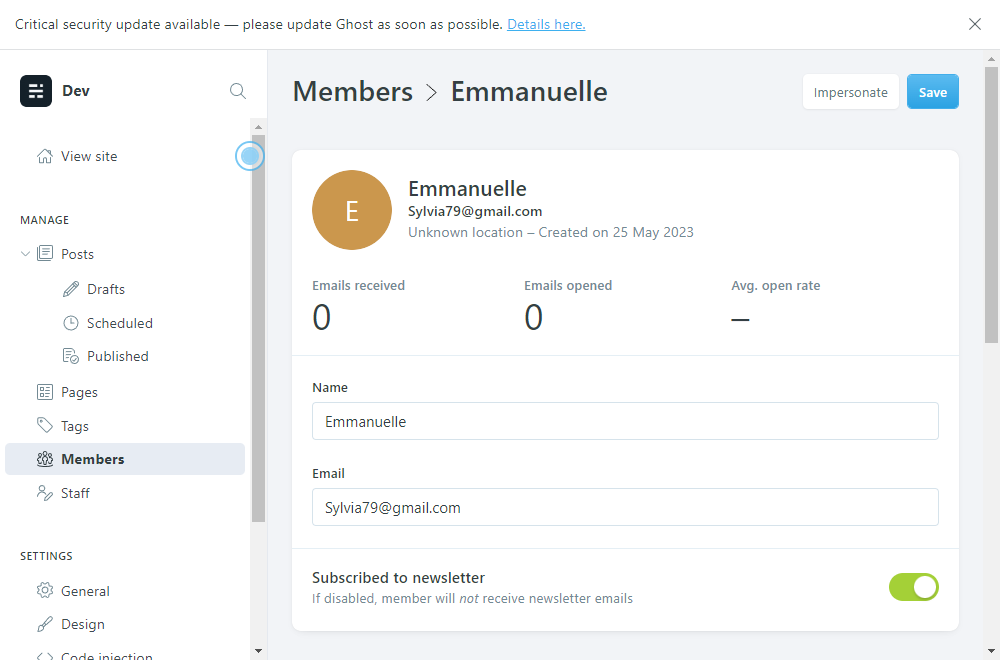 Critical security update available — please update Ghost as soon as possible. Details here.
Dev
View site
MANAGE
Posts
Drafts
Scheduled
Published
Pages
Tags
Members
Staff
SETTINGS
General
Design
Code injection
Members > Emmanuelle
Impersonate
Save
E
Emmanuelle
Sylvia79@gmail.com
Unknown location – Created on 25 May 2023
Emails received
0
Emails opened
0
Avg. open rate
–
Name
Emmanuelle
Email
Sylvia79@gmail.com
Subscribed to newsletter
If disabled, member will not receive newsletter emails